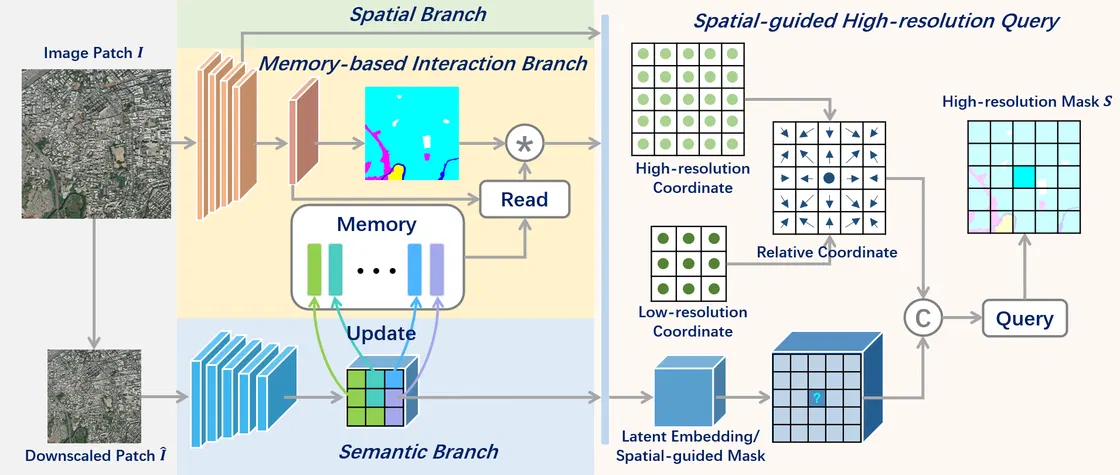 Spatial Branch
Spatial-guided High-resolution Query
Image Patch I
Memory-based Interaction Branch
High-resolution Mask S
*
High-resolution
Coordinate
Read
Memory
Relative Coordinate
Low-resolution
Coordinate
C
Query
Update
?
Latent Embedding/
Spatial-guided Mask
Semantic Branch
Downscaled Patch Î